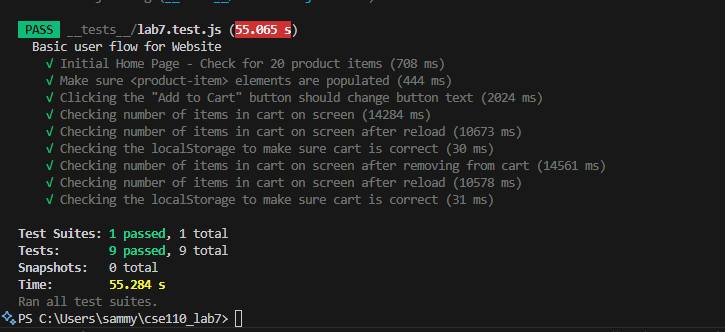 PASS __tests__/lab7.test.js (55.065 s)
Basic user flow for Website
√ Initial Home Page - Check for 20 product items (708 ms)
√ Make sure <product-item> elements are populated (444 ms)
√ Clicking the "Add to Cart" button should change button text (2024 ms)
√ Checking number of items in cart on screen (14284 ms)
√ Checking number of items in cart on screen after reload (10673 ms)
√ Checking the localStorage to make sure cart is correct (30 ms)
√ Checking number of items in cart on screen after removing from cart (14561 ms)
√ Checking number of items in cart on screen after reload (10578 ms)
√ Checking the localStorage to make sure cart is correct (31 ms)
Test Suites: 1 passed, 1 total
Tests: 9 passed, 9 total
Snapshots: 0 total
Time: 55.284 s
Ran all test suites.
PS C:\Users\sammy\cse110_lab7>